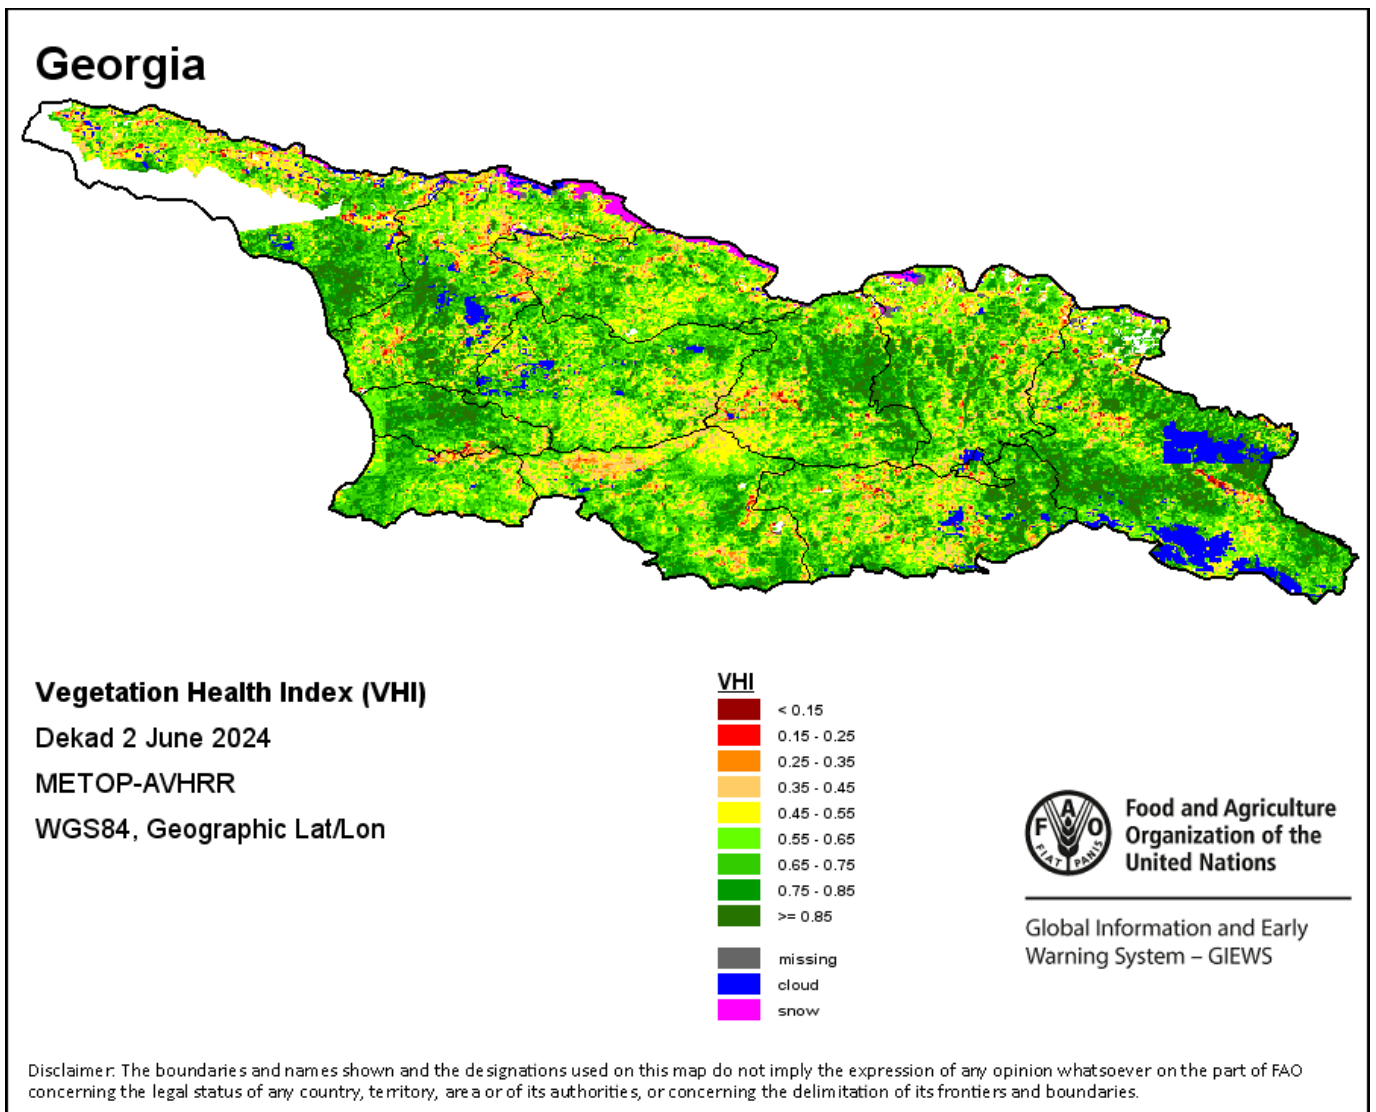 Georgia
Vegetation Health Index (VHI)
Dekad 2 June 2024
METOP-AVHRR
WGS84, Geographic Lat/Lon
VHI
< 0.15
0.15 - 0.25
0.25 - 0.35
0.35 - 0.45
0.45 - 0.55
0.55 - 0.65
0.65 - 0.75
0.75 - 0.85
>= 0.85
missing
cloud
snow
F A O
FIAT PANIS
Food and Agriculture
Organization of the
United Nations
Global Information and Early
Warning System – GIEWS
Disclaimer: The boundaries and names shown and the designations used on this map do not imply the expression of any opinion whatsoever on the part of FAO
concerning the legal status of any country, territory, area or of its authorities, or concerning the delimitation of its frontiers and boundaries.